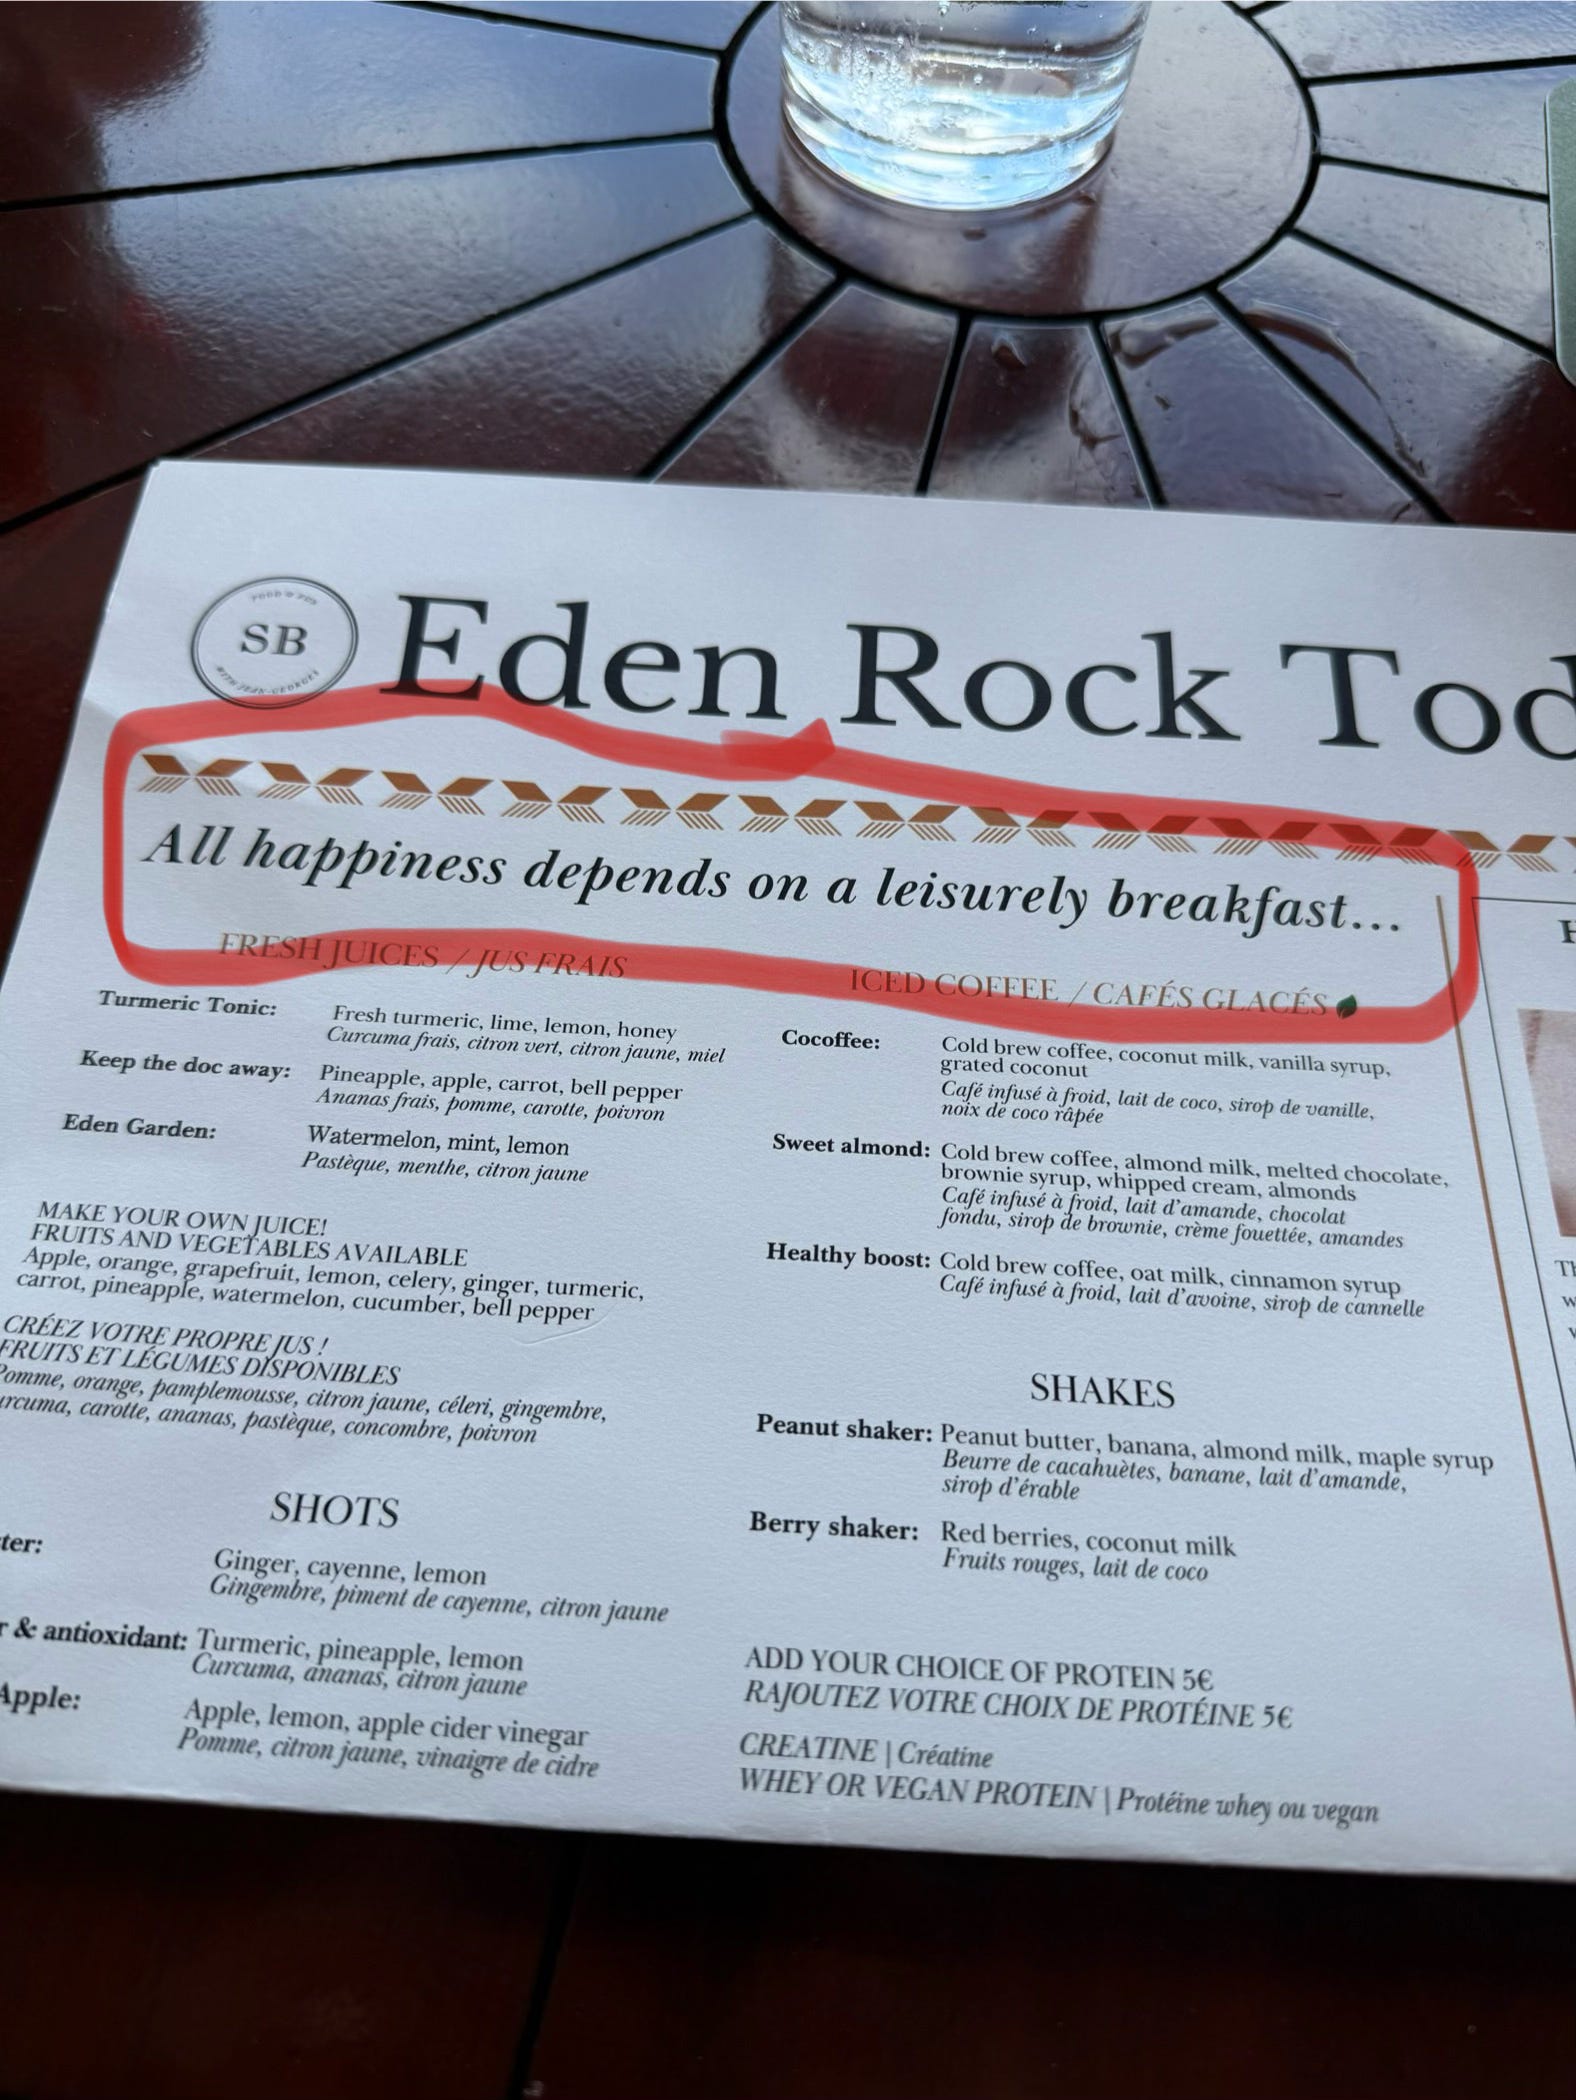 FOOD & FUN
SB
WITH JEAN-GEORGES
Eden Rock
All happiness depends on a leisurely breakfast...
FRESH JUICES / JUS FRAIS
Turmeric Tonic: Fresh turmeric, lime, lemon, honey
Curcuma frais, citron vert, citron jaune, miel
Keep the doc away: Pineapple, apple, carrot, bell pepper
Ananas frais, pomme, carotte, poivron
Eden Garden: Watermelon, mint, lemon
Pastèque, menthe, citron jaune
MAKE YOUR OWN JUICE!
FRUITS AND VEGETABLES AVAILABLE
Apple, orange, grapefruit, lemon, celery, ginger, turmeric,
carrot, pineapple, watermelon, cucumber, bell pepper
CRÉEZ VOTRE PROPRE JUS !
FRUITS ET LÉGUMES DISPONIBLES
Pomme, orange, pamplemousse, citron jaune, céleri, gingembre,
carotte, ananas, pastèque, concombre, poivron
SHOTS
Ginger, cayenne, lemon
Gingembre, piment de cayenne, citron jaune
& antioxidant: Turmeric, pineapple, lemon
Curcuma, ananas, citron jaune
Apple: Apple, lemon, apple cider vinegar
Pomme, citron jaune, vinaigre de cidre
ICED COFFEE / CAFÉS GLACÉS
Cocoffee: Cold brew coffee, coconut milk, vanilla syrup,
grated coconut
Café infusé à froid, lait de coco, sirop de vanille,
noix de coco râpée
Sweet almond: Cold brew coffee, almond milk, melted chocolate,
brownie syrup, whipped cream, almonds
Café infusé à froid, lait d'amande, chocolat
fondu, sirop de brownie, crème fouettée, amandes
Healthy boost: Cold brew coffee, oat milk, cinnamon syrup
Café infusé à froid, lait d'avoine, sirop de cannelle
SHAKES
Peanut shaker: Peanut butter, banana, almond milk, maple syrup
Beurre de cacahuètes, banane, lait d'amande,
sirop d'érable
Berry shaker: Red berries, coconut milk
Fruits rouges, lait de coco
ADD YOUR CHOICE OF PROTEIN 5€
RAJOUTEZ VOTRE CHOIX DE PROTÉINE 5€
CREATINE | Créatine
WHEY OR VEGAN PROTEIN | Protéine whey ou vegan